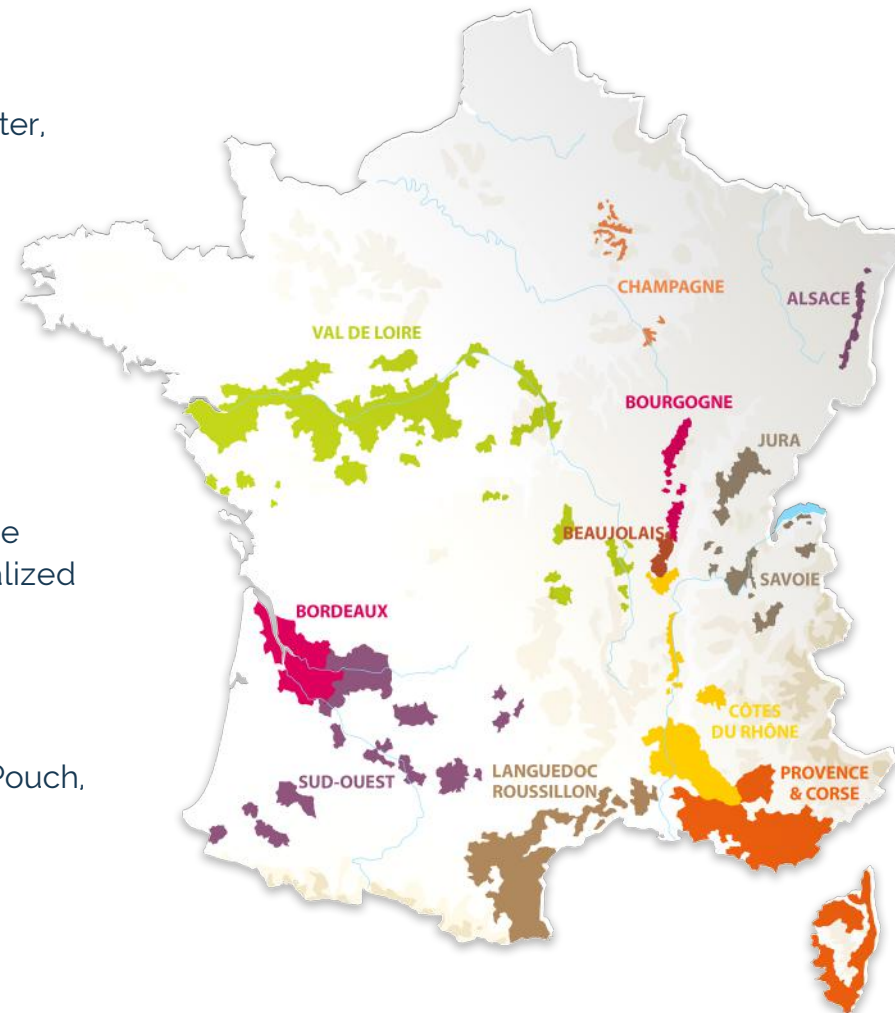 ter,
CHAMPAGNE
ALSACE
VAL DE LOIRE
BOURGOGNE
JURA
e
BEAUJOLAIS
alized
SAVOIE
BORDEAUX
CÔTES
DU RHÔNE
Pouch,
SUD-OUEST
LANGUEDOC
ROUSSILLON
PROVENCE
& CORSE